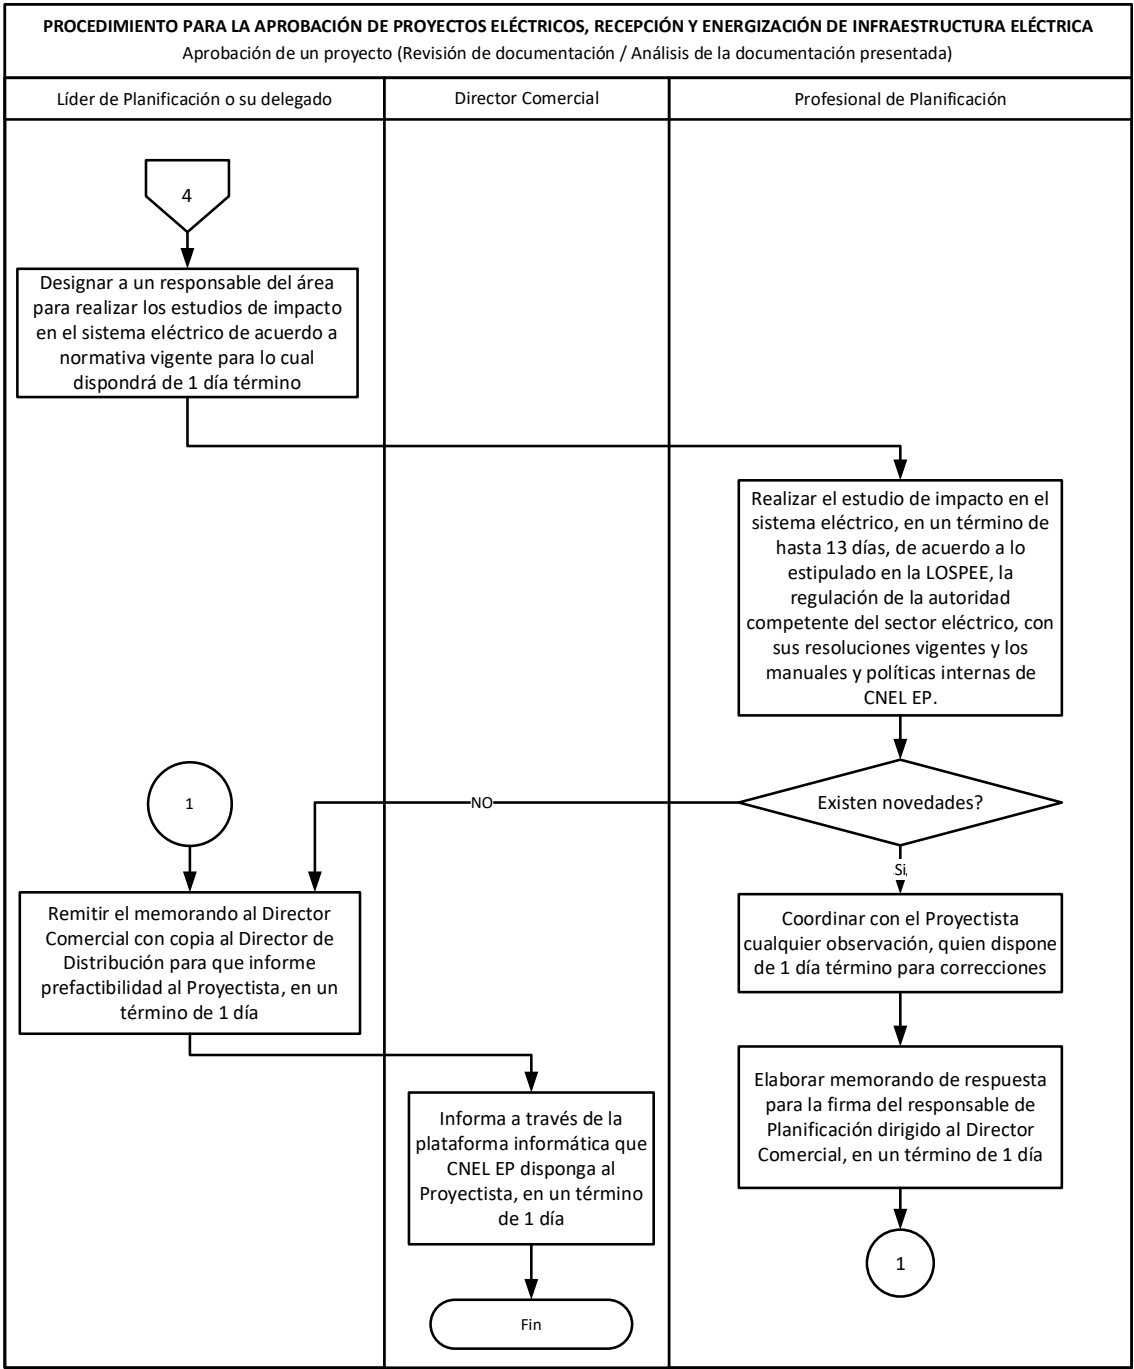 PROCEDIMIENTO PARA LA APROBACIÓN DE PROYECTOS ELÉCTRICOS, RECEPCIÓN Y ENERGIZACIÓN DE INFRAESTRUCTURA ELÉCTRICA
Aprobación de un proyecto (Revisión de documentación / Análisis de la documentación presentada)
Líder de Planificación o su delegado
Director Comercial
Profesional de Planificación
4
Designar a un responsable del área
para realizar los estudios de impacto
en el sistema eléctrico de acuerdo a
normativa vigente para lo cual
dispondrá de 1 día término
Realizar el estudio de impacto en el
sistema eléctrico, en un término de
hasta 13 días, de acuerdo a lo
estipulado en la LOSPEE, la
regulación de la autoridad
competente del sector eléctrico, con
sus resoluciones vigentes y los
manuales y políticas internas de
CNEL EP.
Existen novedades?
NO
Si
1
Remitir el memorando al Director
Comercial con copia al Director de
Distribución para que informe
prefactibilidad al Proyectista, en un
término de 1 día
Coordinar con el Proyectista
cualquier observación, quien dispone
de 1 día término para correcciones
Elaborar memorando de respuesta
para la firma del responsable de
Planificación dirigido al Director
Comercial, en un término de 1 día
1
Informa a través de la
plataforma informática que
CNEL EP disponga al
Proyectista, en un término
de 1 día
Fin